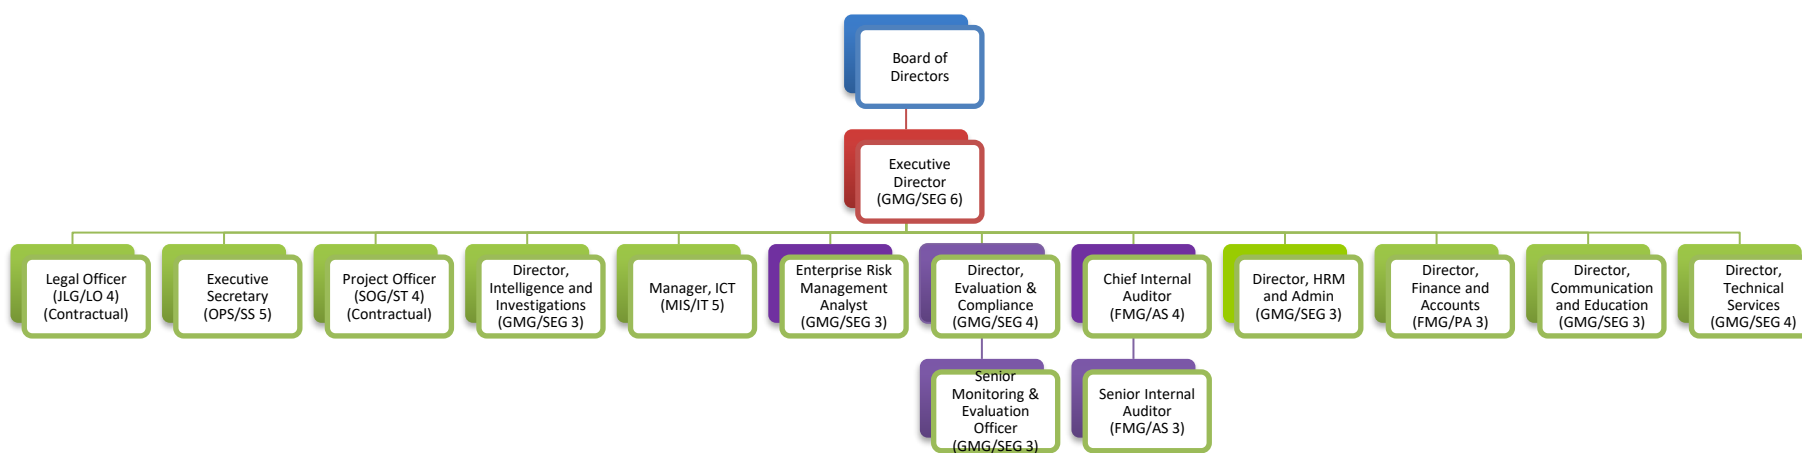 Board of
Directors
Executive
Director
(GMG/SEG 6)
Legal Officer
(JLG/LO 4)
(Contractual)
Executive
Secretary
(OPS/SS 5)
Project Officer
(SOG/ST 4)
(Contractual)
Director,
Intelligence and
Investigations
(GMG/SEG 3)
Manager, ICT
(MIS/IT 5)
Enterprise Risk
Management
Analyst
(GMG/SEG 3)
Director,
Evaluation &
Compliance
(GMG/SEG 4)
Chief Internal
Auditor
(FMG/AS 4)
Director, HRM
and Admin
(GMG/SEG 3)
Director,
Finance and
Accounts
(FMG/PA 3)
Director,
Communication
and Education
(GMG/SEG 3)
Director,
Technical
Services
(GMG/SEG 4)
Senior
Monitoring &
Evaluation
Officer
(GMG/SEG 3)
Senior Internal
Auditor
(FMG/AS 3)